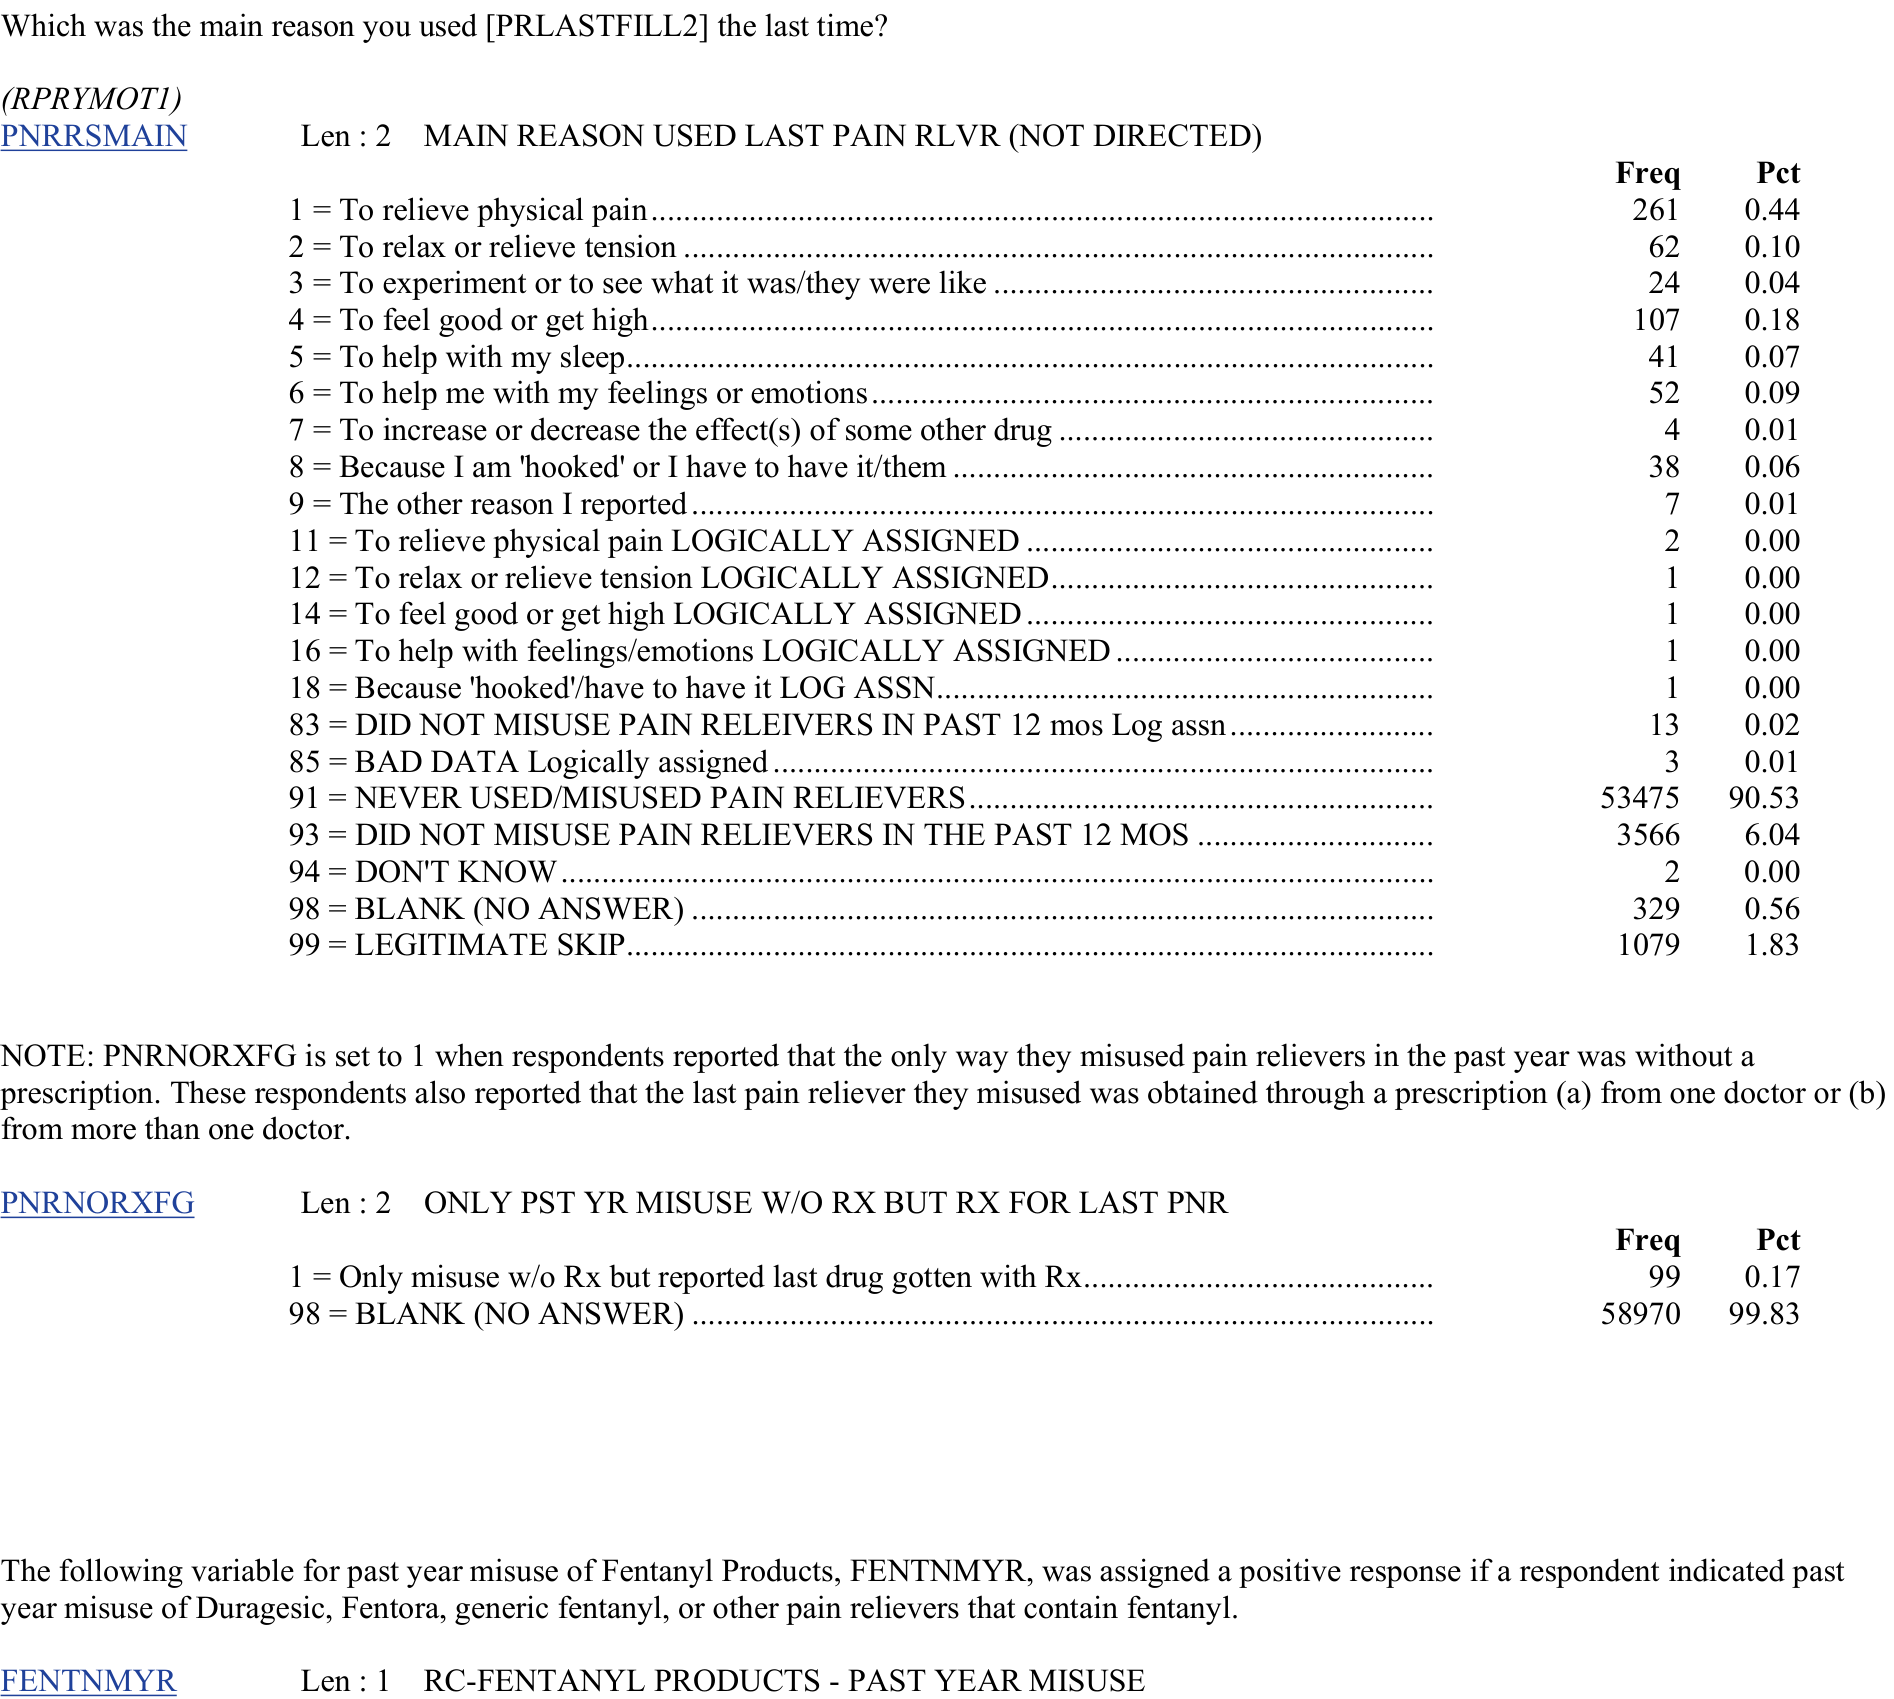 Which was the main reason you used [PRLASTFILL2] the last time?
(RPRYMOT1)
PNRRSMAIN Len : 2 MAIN REASON USED LAST PAIN RLVR (NOT DIRECTED)
Freq Pct
1 = To relieve physical pain................................................................................................ 261 0.44
2 = To relax or relieve tension ............................................................................................ 62 0.10
3 = To experiment or to see what it was/they were like ...................................................... 24 0.04
4 = To feel good or get high................................................................................................ 107 0.18
5 = To help with my sleep................................................................................................... 41 0.07
6 = To help me with my feelings or emotions..................................................................... 52 0.09
7 = To increase or decrease the effect(s) of some other drug .............................................. 4 0.01
8 = Because I am 'hooked' or I have to have it/them ........................................................... 38 0.06
9 = The other reason I reported........................................................................................... 7 0.01
11 = To relieve physical pain LOGICALLY ASSIGNED .................................................. 2 0.00
12 = To relax or relieve tension LOGICALLY ASSIGNED............................................... 1 0.00
14 = To feel good or get high LOGICALLY ASSIGNED.................................................. 1 0.00
16 = To help with feelings/emotions LOGICALLY ASSIGNED ....................................... 1 0.00
18 = Because 'hooked'/have to have it LOG ASSN............................................................. 1 0.00
83 = DID NOT MISUSE PAIN RELEIVERS IN PAST 12 mos Log assn......................... 13 0.02
85 = BAD DATA Logically assigned ................................................................................. 3 0.01
91 = NEVER USED/MISUSED PAIN RELIEVERS......................................................... 53475 90.53
93 = DID NOT MISUSE PAIN RELIEVERS IN THE PAST 12 MOS ............................. 3566 6.04
94 = DON'T KNOW........................................................................................................... 2 0.00
98 = BLANK (NO ANSWER) ........................................................................................... 329 0.56
99 = LEGITIMATE SKIP................................................................................................... 1079 1.83
NOTE: PNRNORXFG is set to 1 when respondents reported that the only way they misused pain relievers in the past year was without a
prescription. These respondents also reported that the last pain reliever they misused was obtained through a prescription (a) from one doctor or (b)
from more than one doctor.
PNRNORXFG Len : 2 ONLY PST YR MISUSE W/O RX BUT RX FOR LAST PNR
Freq Pct
1 = Only misuse w/o Rx but reported last drug gotten with Rx........................................... 99 0.17
98 = BLANK (NO ANSWER) ........................................................................................... 58970 99.83
The following variable for past year misuse of Fentanyl Products, FENTNMYR, was assigned a positive response if a respondent indicated past
year misuse of Duragesic, Fentora, generic fentanyl, or other pain relievers that contain fentanyl.
FENTNMYR Len : 1 RC-FENTANYL PRODUCTS - PAST YEAR MISUSE